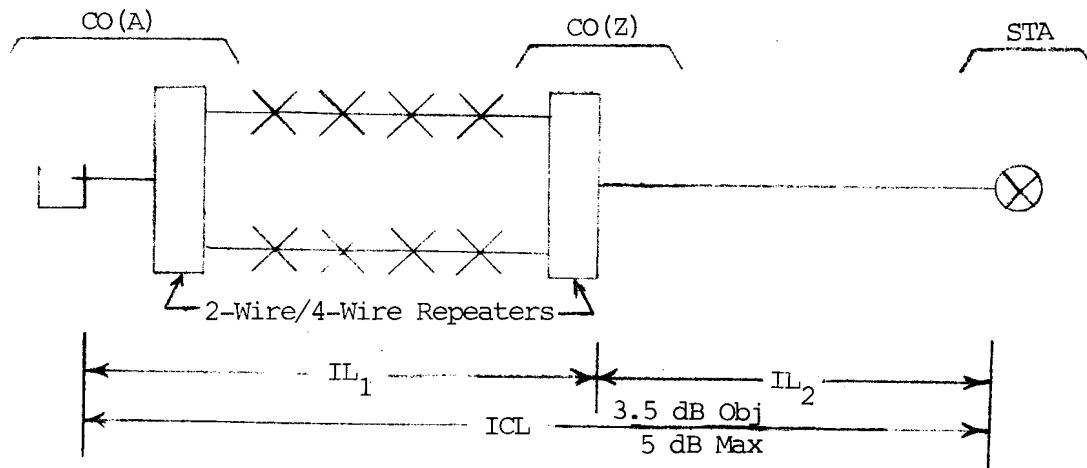 CO(A)
CO(Z)
STA
2-Wire/4-Wire Repeaters
IL₁
IL₂
ICL
3.5 dB Obj
5 dB Max